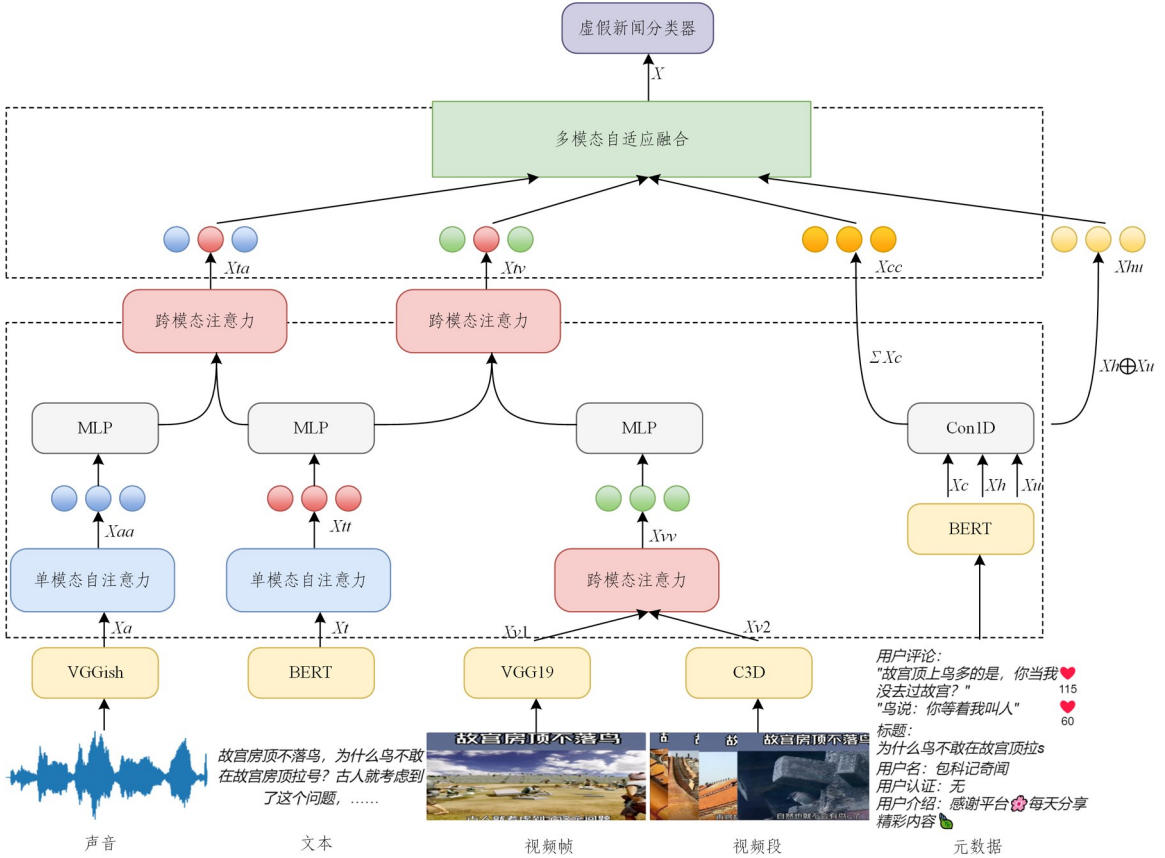 虚假新闻分类器
X
多模态自适应融合
Xta
Xtv
Xcc
Xhu
跨模态注意力
跨模态注意力
ΣXc
Xh⊕Xu
MLP
MLP
MLP
Con1D
Xc
Xh
Xu
Xaa
Xtt
Xvv
BERT
单模态自注意力
单模态自注意力
跨模态注意力
Xa
Xt
Xv1
Xv2
VGGish
BERT
VGG19
C3D
用户评论：
"故宫顶上鸟多的是，你当我
没去过故宫？"
115
"鸟说：你等着我叫人"
60
标题：
为什么鸟不敢在故宫顶拉s
用户名：包科记奇闻
用户认证：无
用户介绍：感谢平台🌸每天分享
精彩内容
故宫房顶不落鸟，为什么鸟不敢
在故宫房顶拉号？古人就考虑到
了这个问题，……
故宫房顶不落鸟
故宫房顶不落鸟
声音
文本
视频帧
视频段
元数据